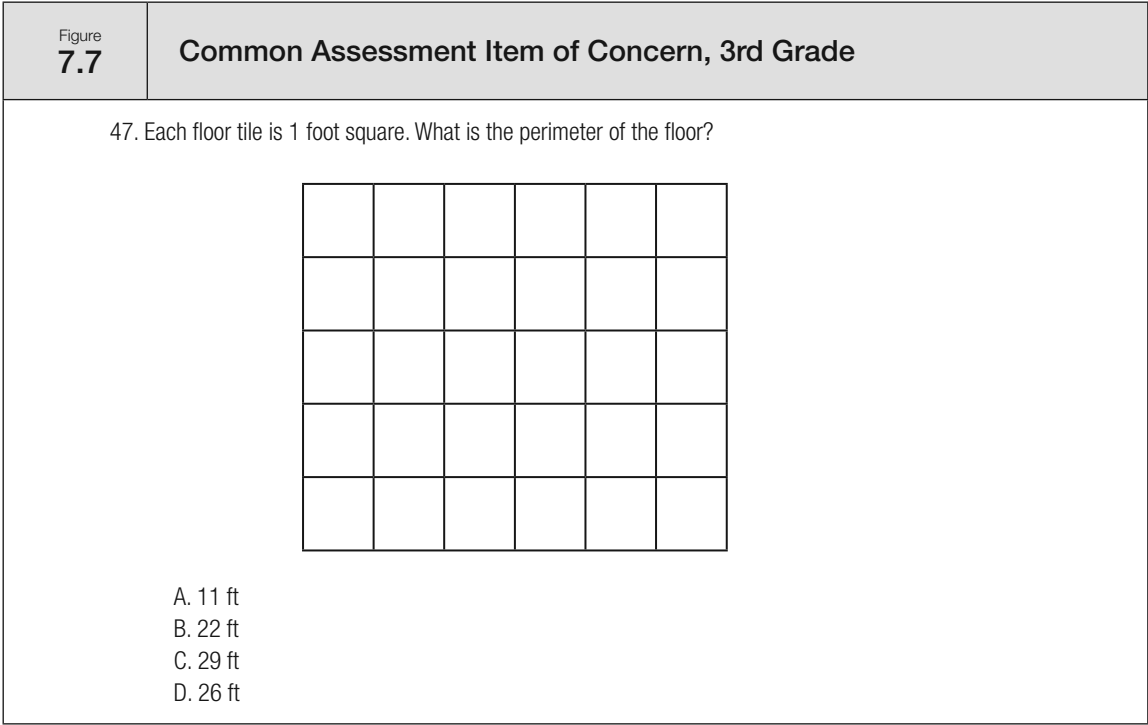 Figure
7.7
Common Assessment Item of Concern, 3rd Grade
47. Each floor tile is 1 foot square. What is the perimeter of the floor?
A. 11 ft
B. 22 ft
C. 29 ft
D. 26 ft